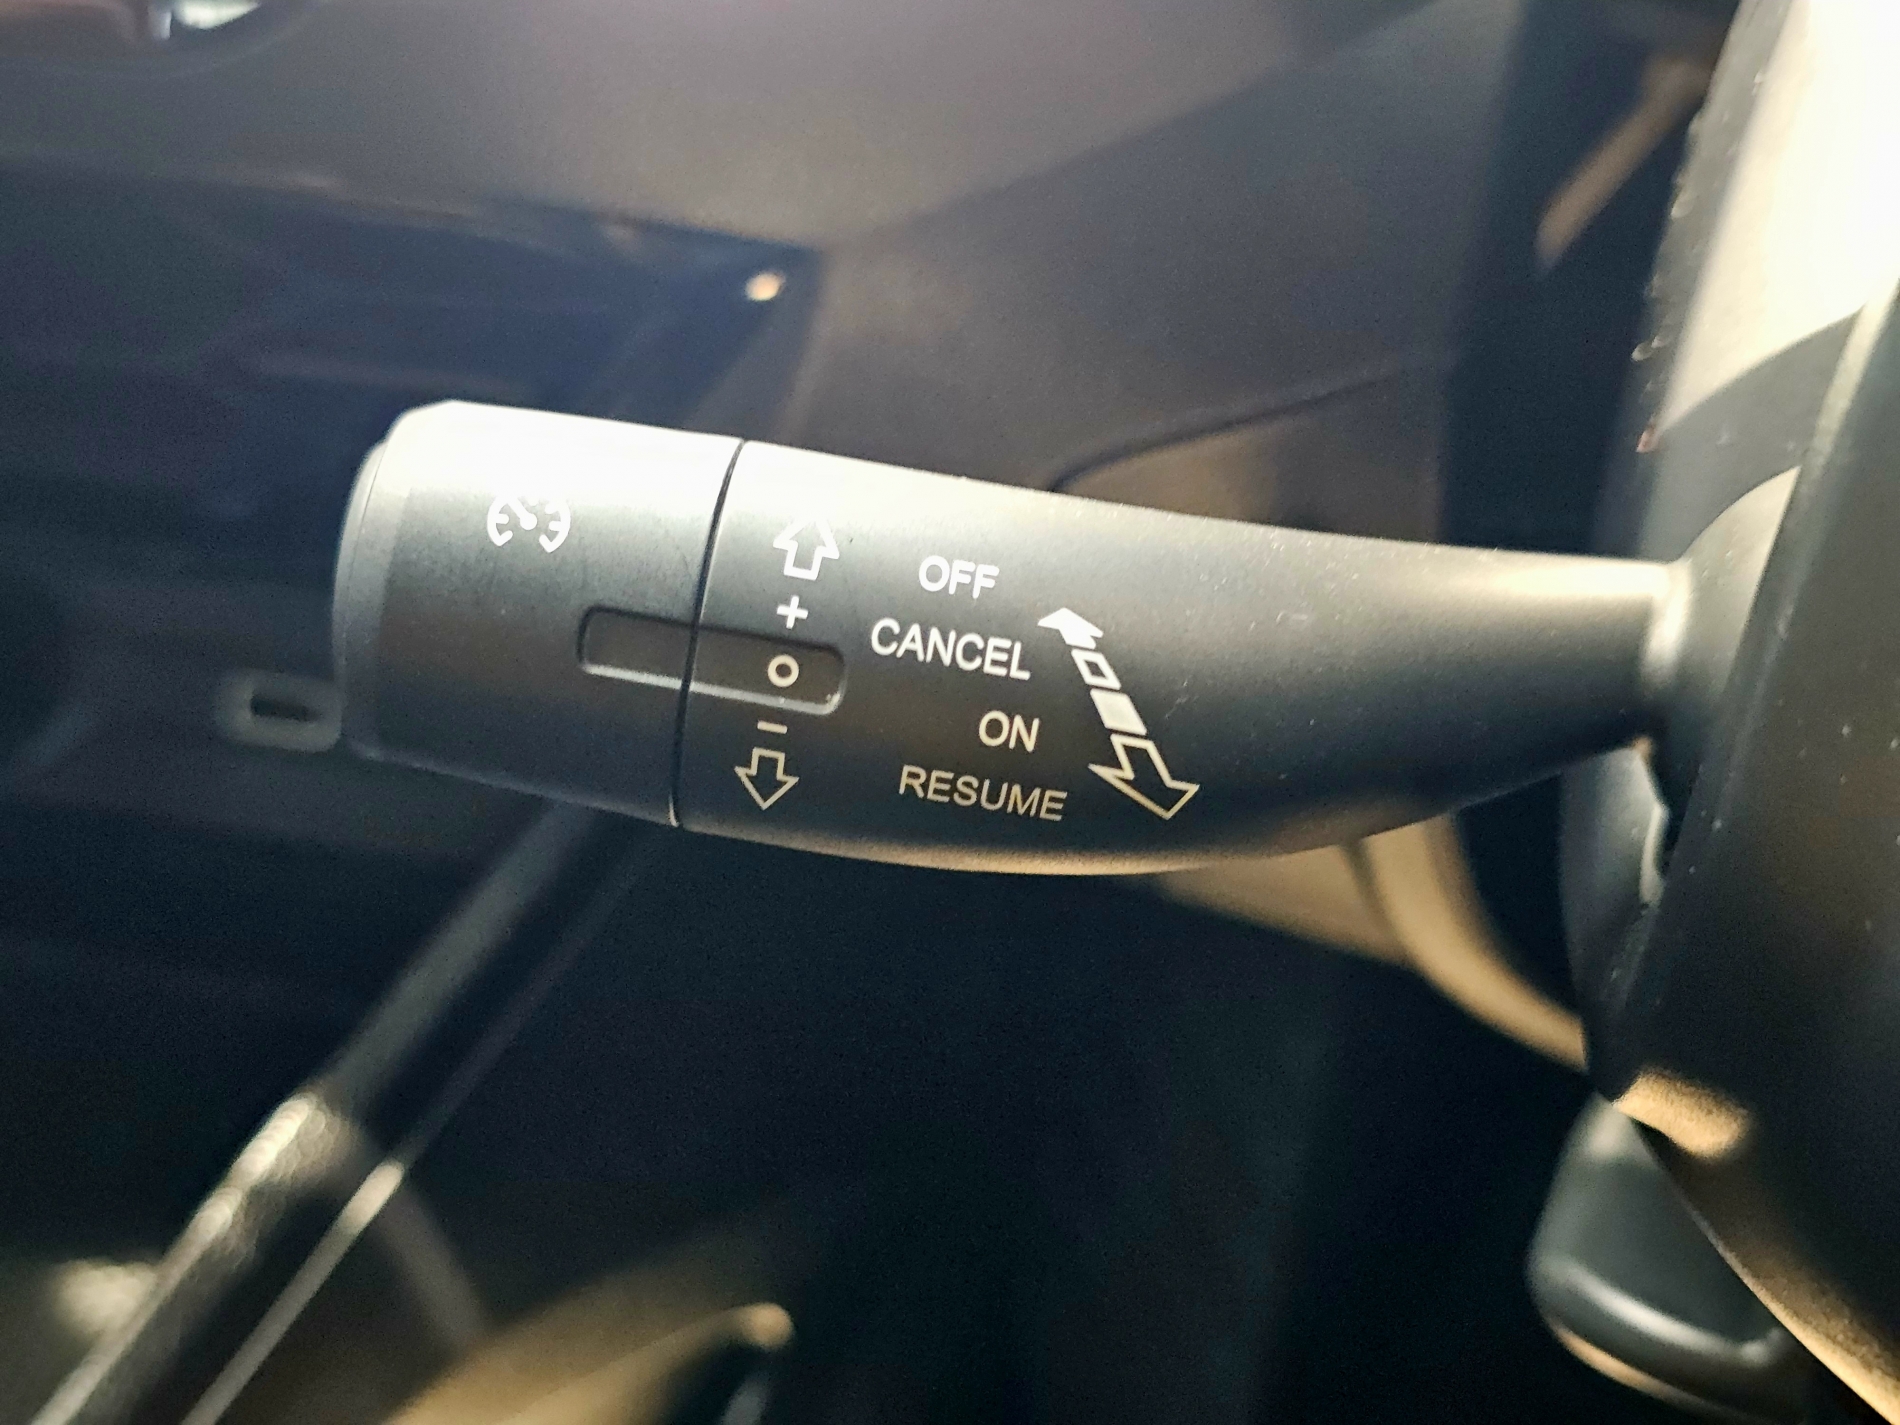 OFF
+
CANCEL
O
−
ON
RESUME